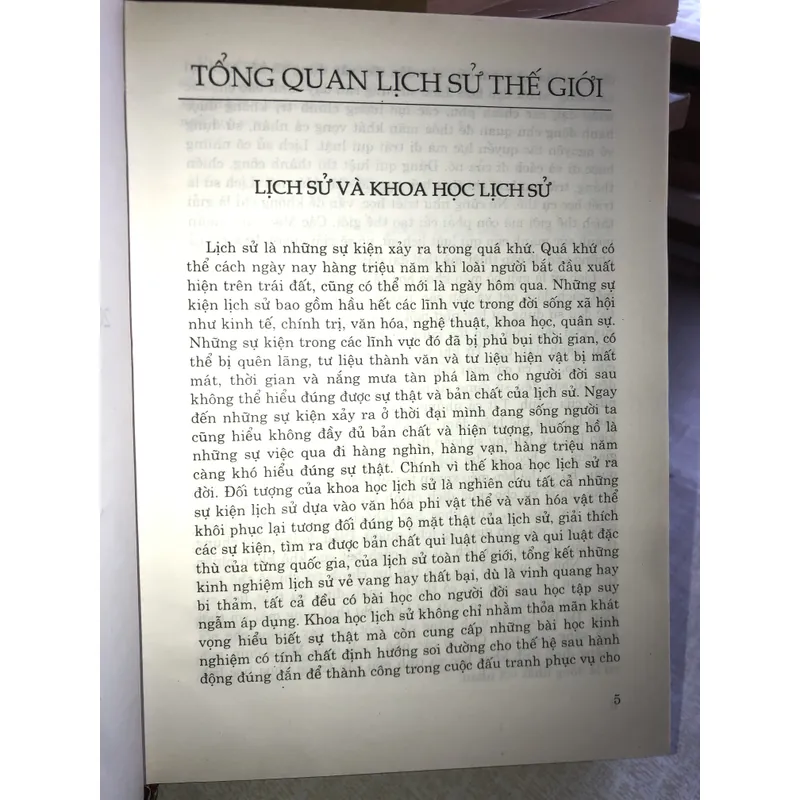 TỔNG QUAN LỊCH SỬ THẾ GIỚI
LỊCH SỬ VÀ KHOA HỌC LỊCH SỬ
Lịch sử là những sự kiện xảy ra trong quá khứ. Quá khứ có
thể cách ngày nay hàng triệu năm khi loài người bắt đầu xuất
hiện trên trái đất, cũng có thể mới là ngày hôm qua. Những sự
kiện lịch sử bao gồm hầu hết các lĩnh vực trong đời sống xã hội
như kinh tế, chính trị, văn hóa, nghệ thuật, khoa học, quân sự.
Những sự kiện trong các lĩnh vực đó đã bị phủ bụi thời gian, có
thể bị quên lãng, tư liệu thành văn và tư liệu hiện vật bị mất
mát, thời gian và nắng mưa tàn phá làm cho người đời sau
không thể hiểu đúng được sự thật và bản chất của lịch sử. Ngay
đến những sự kiện xảy ra ở thời đại mình đang sống người ta
cũng hiểu không đầy đủ bản chất và hiện tượng, huống hồ là
những sự việc qua đi hàng nghìn, hàng vạn, hàng triệu năm
càng khó hiểu đúng sự thật. Chính vì thế khoa học lịch sử ra
đời. Đối tượng của khoa học lịch sử là nghiên cứu tất cả những
sự kiện lịch sử dựa vào văn hóa phi vật thể và văn hóa vật thể
khôi phục lại tương đối đúng bộ mặt thật của lịch sử, giải thích
các sự kiện, tìm ra được bản chất qui luật chung và qui luật đặc
thù của từng quốc gia, của lịch sử toàn thế giới, tổng kết những
kinh nghiệm lịch sử vẻ vang hay thất bại, dù là vinh quang hay
bi thảm, tất cả đều có bài học cho người đời sau học tập suy
ngẫm áp dụng. Khoa học lịch sử không chỉ nhằm thỏa mãn khát
vọng hiểu biết sự thật mà còn cung cấp những bài học kinh
nghiệm có tính chất định hướng soi đường cho thế hệ sau hành
động đúng đắn để thành công trong cuộc đấu tranh phục vụ cho
5